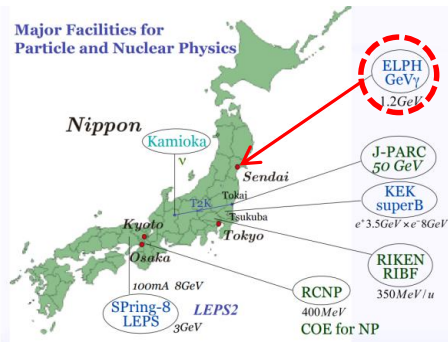 Major Facilities for
Particle and Nuclear Physics
ELPH
GeVγ
1.2GeV
Nippon
Kamioka
ν
Sendai
J-PARC
50 GeV
Tokai
T2K
KEK
superB
Tsukuba
e⁺3.5GeV × e⁻8GeV
Kyoto
Tokyo
Osaka
RIKEN
RIBF
100mA 8GeV
SPring-8
LEPS
LEPS2
RCNP
350MeV/u
3GeV
400MeV
COE for NP